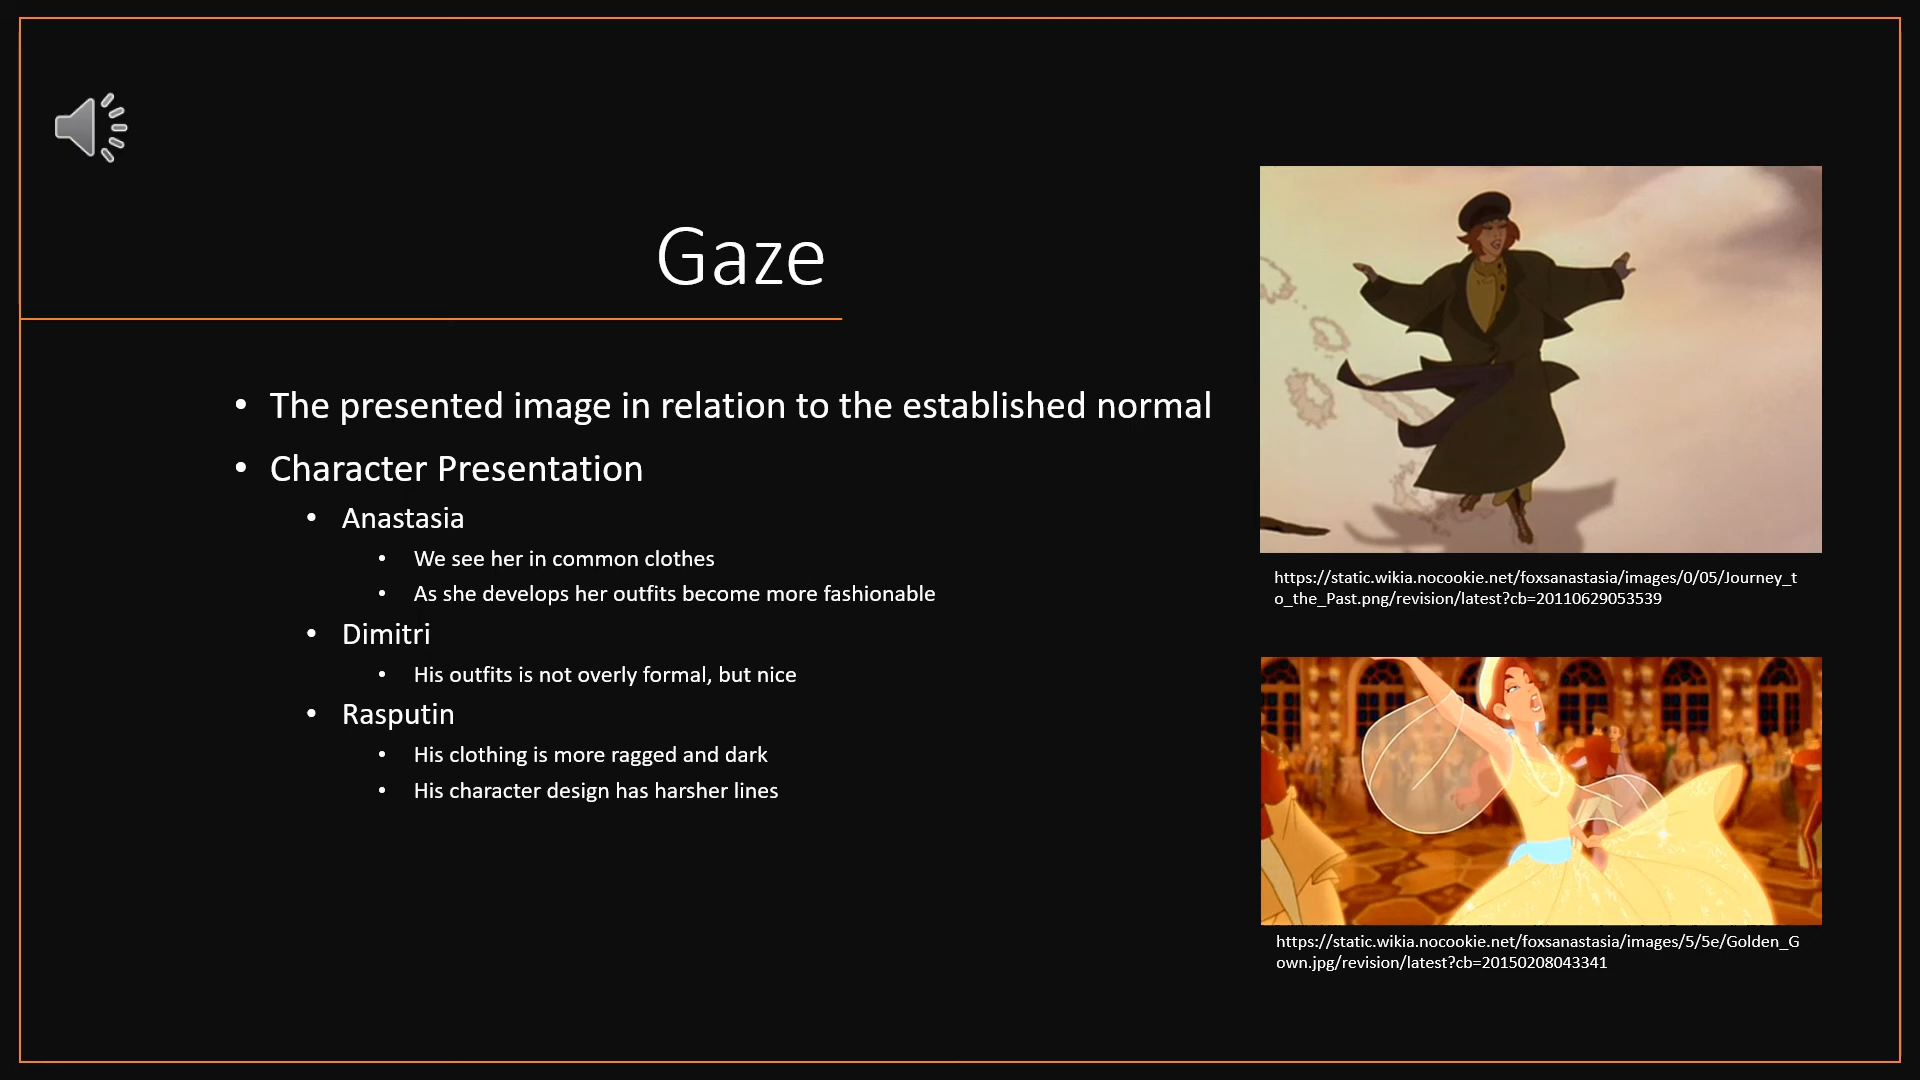 Gaze
• The presented image in relation to the established normal
• Character Presentation
• Anastasia
• We see her in common clothes
• As she develops her outfits become more fashionable
• Dimitri
• His outfits is not overly formal, but nice
• Rasputin
• His clothing is more ragged and dark
• His character design has harsher lines
https://static.wikia.nocookie.net/foxsanastasia/images/0/05/Journey_t
o_the_Past.png/revision/latest?cb=20110629053539
https://static.wikia.nocookie.net/foxsanastasia/images/5/5e/Golden_G
own.jpg/revision/latest?cb=20150208043341